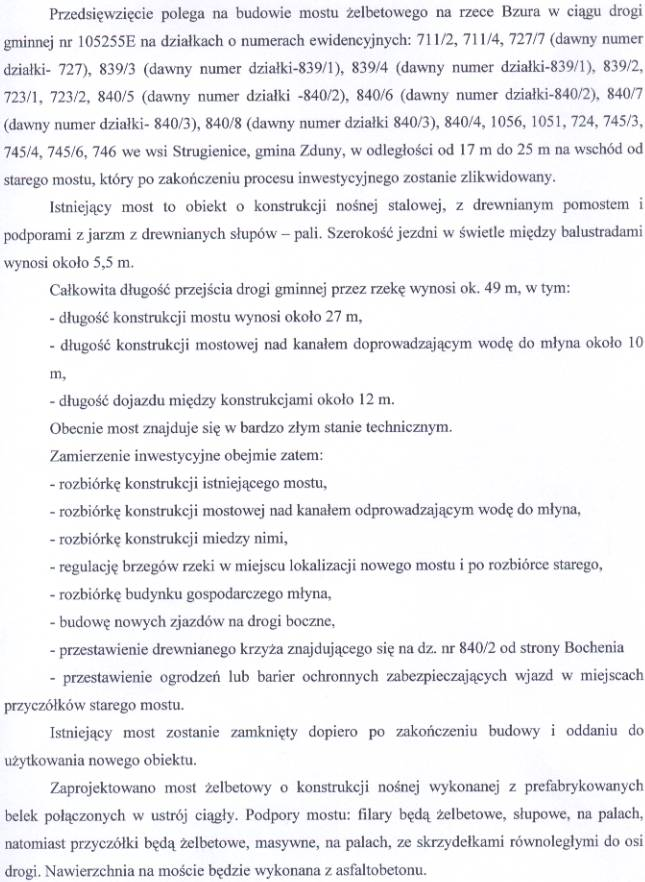 Przedsięwzięcie polega na budowie mostu żelbetowego na rzece Bzura w ciągu drogi
gminnej nr 105255E na działkach o numerach ewidencyjnych: 711/2, 711/4, 727/7 (dawny numer
działki- 727), 839/3 (dawny numer działki-839/1), 839/4 (dawny numer działki-839/1), 839/2,
723/1, 723/2, 840/5 (dawny numer działki -840/2), 840/6 (dawny numer działki-840/2), 840/7
(dawny numer działki- 840/3), 840/8 (dawny numer działki 840/3), 840/4, 1056, 1051, 724, 745/3,
745/4, 745/6, 746 we wsi Strugienice, gmina Zduny, w odległości od 17 m do 25 m na wschód od
starego mostu, który po zakończeniu procesu inwestycyjnego zostanie zlikwidowany.
Istniejący most to obiekt o konstrukcji nośnej stalowej, z drewnianym pomostem i
podporami z jarzm z drewnianych słupów – pali. Szerokość jezdni w świetle między balustradami
wynosi około 5,5 m.
Całkowita długość przejścia drogi gminnej przez rzekę wynosi ok. 49 m, w tym:
- długość konstrukcji mostu wynosi około 27 m,
- długość konstrukcji mostowej nad kanałem doprowadzającym wodę do młyna około 10
m,
- długość dojazdu między konstrukcjami około 12 m.
Obecnie most znajduje się w bardzo złym stanie technicznym.
Zamierzenie inwestycyjne obejmie zatem:
- rozbiórkę konstrukcji istniejącego mostu,
- rozbiórkę konstrukcji mostowej nad kanałem odprowadzającym wodę do młyna,
- rozbiórkę konstrukcji miedzy nimi,
- regulację brzegów rzeki w miejscu lokalizacji nowego mostu i po rozbiórce starego,
- rozbiórkę budynku gospodarczego młyna,
- budowę nowych zjazdów na drogi boczne,
- przestawienie drewnianego krzyża znajdującego się na dz. nr 840/2 od strony Bochenia
- przestawienie ogrodzeń lub barier ochronnych zabezpieczających wjazd w miejscach
przyczółków starego mostu.
Istniejący most zostanie zamknięty dopiero po zakończeniu budowy i oddaniu do
użytkowania nowego obiektu.
Zaprojektowano most żelbetowy o konstrukcji nośnej wykonanej z prefabrykowanych
belek połączonych w ustrój ciągły. Podpory mostu: filary będą żelbetowe, słupowe, na palach,
natomiast przyczółki będą żelbetowe, masywne, na palach, ze skrzydełkami równoległymi do osi
drogi. Nawierzchnia na moście będzie wykonana z asfaltobetonu.